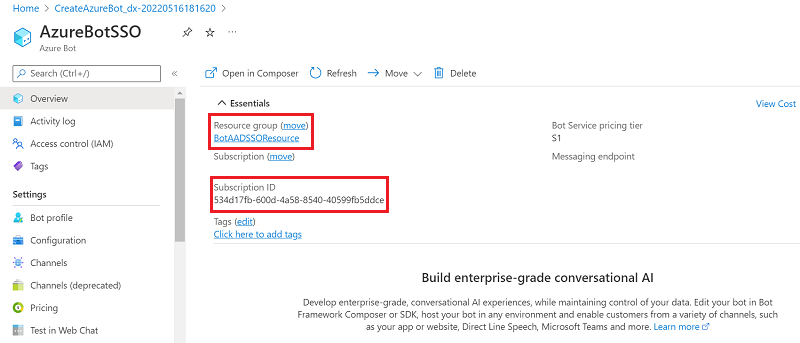 Home > CreateAzureBot_dx-20220516181620 >
AzureBotSSO
Azure Bot
Search (Ctrl+/)
Overview
Activity log
Access control (IAM)
Tags
Settings
Bot profile
Configuration
Channels
Channels (deprecated)
Pricing
Test in Web Chat
Open in Composer Refresh Move Delete
Essentials View Cost
Resource group (move)
BotAADSSOResource
Subscription (move)
Subscription ID
534d17fb-600d-4a58-8540-40599fb5ddce
Tags (edit)
Click here to add tags
Bot Service pricing tier
S1
Messaging endpoint
Build enterprise-grade conversational AI
Develop enterprise-grade, conversational AI experiences, while maintaining control of your data. Edit your bot in Bot
Framework Composer or SDK, host your bot in any environment and enable customers from a variety of channels, such
as your app or website, Direct Line Speech, Microsoft Teams and more. Learn more